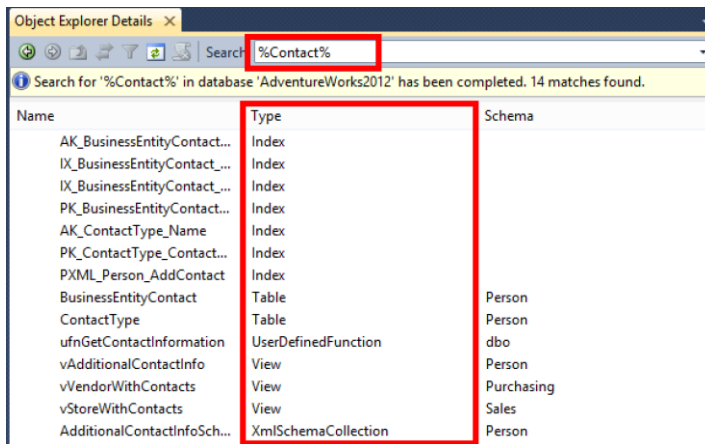 Object Explorer Details
Search %Contact%
Search for '%Contact%' in database 'AdventureWorks2012' has been completed. 14 matches found.
Name Type Schema
AK_BusinessEntityContact... Index
IX_BusinessEntityContact_... Index
IX_BusinessEntityContact_... Index
PK_BusinessEntityContact... Index
AK_ContactType_Name Index
PK_ContactType_Contact... Index
PXML_Person_AddContact Index
BusinessEntityContact Table Person
ContactType Table Person
ufnGetContactInformation UserDefinedFunction dbo
vAdditionalContactInfo View Person
vVendorWithContacts View Purchasing
vStoreWithContacts View Sales
AdditionalContactInfoSch... XmlSchemaCollection Person